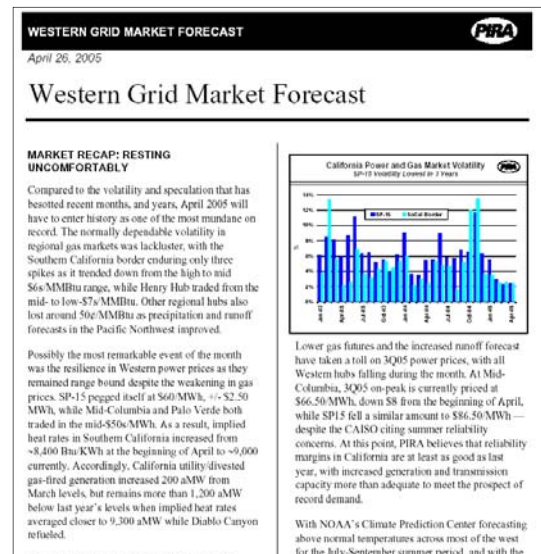 WESTERN GRID MARKET FORECAST
PIRA
April 26, 2005
Western Grid Market Forecast
MARKET RECAP: RESTING
UNCOMFORTABLY
Compared to the volatility and speculation that has
besotted recent months, and years, April 2005 will
have to enter history as one of the most mundane on
record. The normally dependable volatility in
regional gas markets was lackluster, with the
Southern California border enduring only three
spikes as it trended down from the high to mid
$6s/MMBtu range, while Henry Hub traded from the
mid- to low-$7s/MMBtu. Other regional hubs also
lost around 50¢/MMBtu as precipitation and runoff
forecasts in the Pacific Northwest improved.
Possibly the most remarkable event of the month
was the resilience in Western power prices as they
remained range bound despite the weakening in gas
prices. SP-15 pegged itself at $60/MWh, +/- $2.50
MWh, while Mid-Columbia and Palo Verde both
traded in the mid-$50s/MWh. As a result, implied
heat rates in Southern California increased from
~8,400 Btu/KWh at the beginning of April to ~9,000
currently. Accordingly, California utility/divested
gas-fired generation increased 200 aMW from
March levels, but remains more than 1,200 aMW
below last year's levels when implied heat rates
averaged closer to 9,300 aMW while Diablo Canyon
refueled.
California Power and Gas Market Volatility
SP-15 Volatility Lowest in 3 Years
14%
12%
SP-15
SoCal Border
8%
6%
4%
2%
0%
Lower gas futures and the increased runoff forecast
have taken a toll on 3Q05 power prices, with all
Western hubs falling during the month. At Mid-
Columbia, 3Q05 on-peak is currently priced at
$66.50/MWh, down $8 from the beginning of April,
while SP15 fell a similar amount to $86.50/MWh —
despite the CAISO citing summer reliability
concerns. At this point, PIRA believes that reliability
margins in California are at least as good as last
year, with increased generation and transmission
capacity more than adequate to meet the prospect of
record demand.
With NOAA's Climate Prediction Center forecasting
above normal temperatures across most of the west
for the July-September summer period, and with the